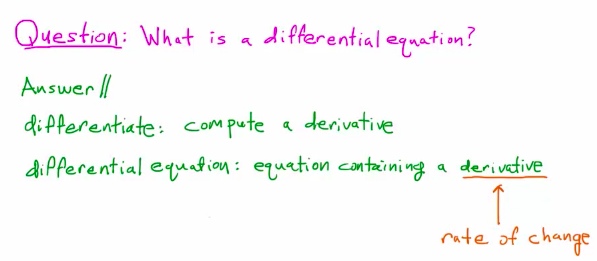 Question: What is a differential equation?
Answer //
differentiate: compute a derivative
differential equation: equation containing a derivative
rate of change